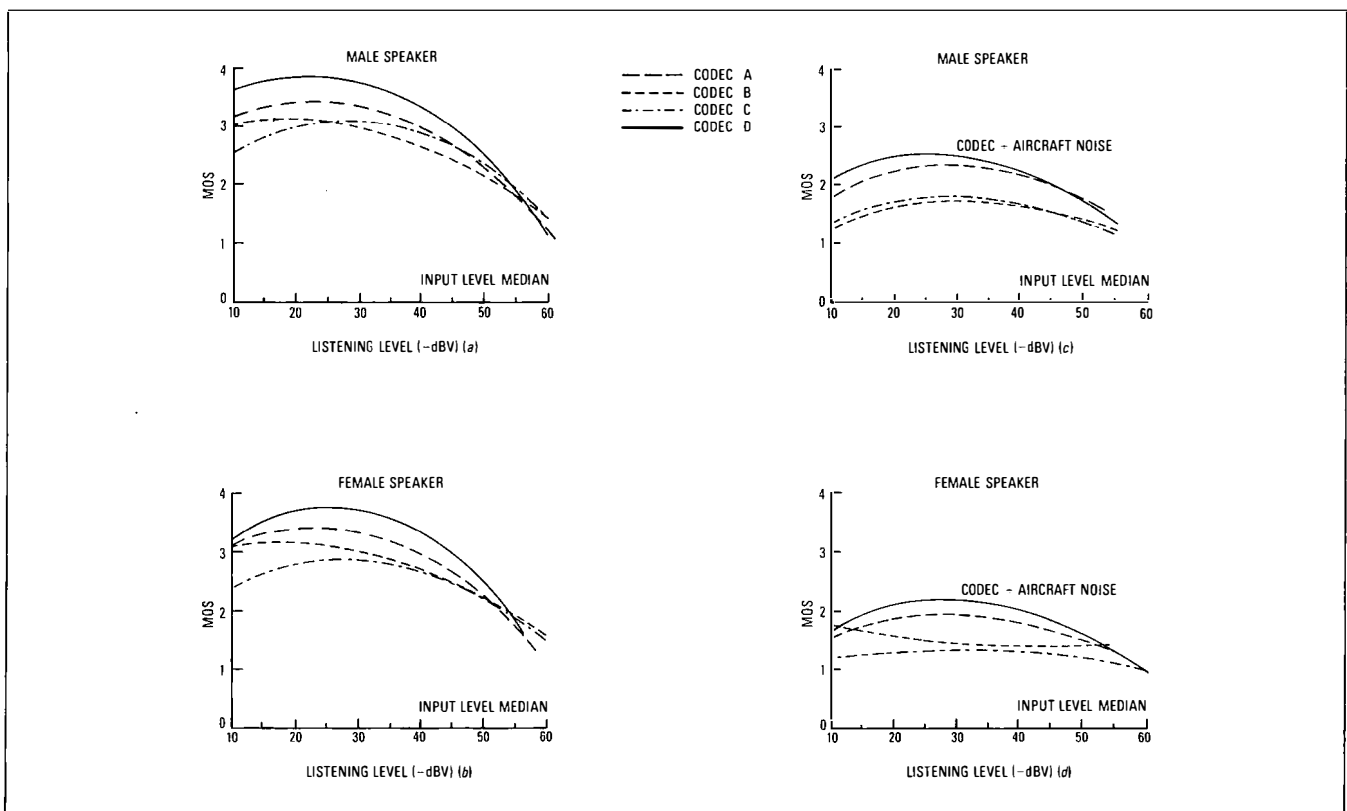 MALE SPEAKER
4
3
2
1
0
MOS
INPUT LEVEL MEDIAN
10 20 30 40 50 60
LISTENING LEVEL (-dBV) (a)
CODEC A
CODEC B
CODEC C
CODEC D
MALE SPEAKER
4
3
2
1
0
MOS
CODEC - AIRCRAFT NOISE
INPUT LEVEL MEDIAN
10 20 30 40 50 60
LISTENING LEVEL (-dBV) (c)
FEMALE SPEAKER
4
3
2
1
0
MOS
INPUT LEVEL MEDIAN
10 20 30 40 50 60
LISTENING LEVEL (-dBV) (b)
FEMALE SPEAKER
4
3
2
1
0
MOS
CODEC - AIRCRAFT NOISE
INPUT LEVEL MEDIAN
10 20 30 40 50 60
LISTENING LEVEL (-dBV) (d)